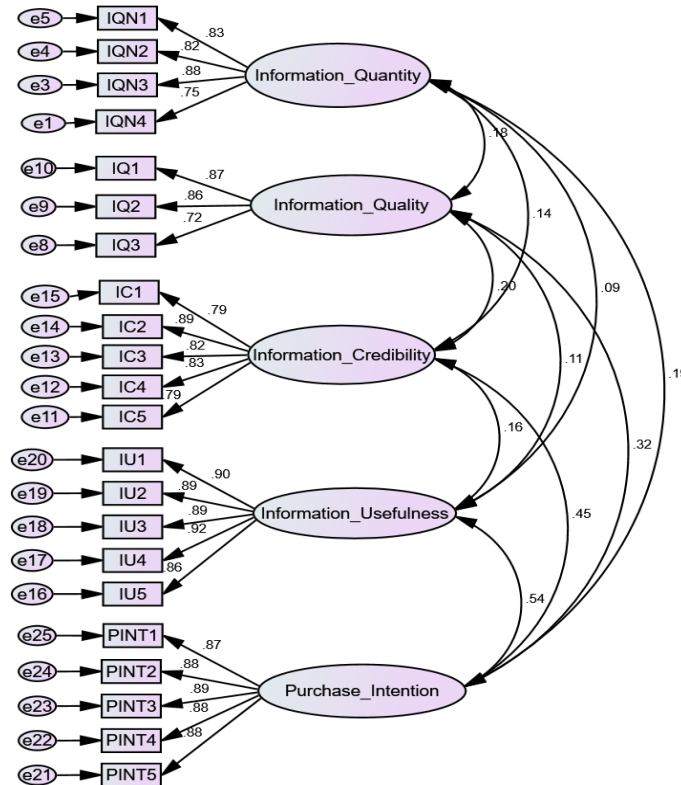 e5 IQN1
.83
e4 IQN2
.82
e3 IQN3
.88
e1 IQN4
.75
Information_Quantity
.18
e10 IQ1
.87
e9 IQ2
.86
e8 IQ3
.72
Information_Quality
.14
.20
.09
e15 IC1
.79
e14 IC2
.89
e13 IC3
.82
e12 IC4
.83
e11 IC5
.79
Information_Credibility
.11
.16
.32
e20 IU1
.90
e19 IU2
.89
e18 IU3
.89
e17 IU4
.92
e16 IU5
.86
Information_Usefulness
.45
.54
e25 PINT1
.87
e24 PINT2
.88
e23 PINT3
.89
e22 PINT4
.88
e21 PINT5
.88
Purchase_Intention